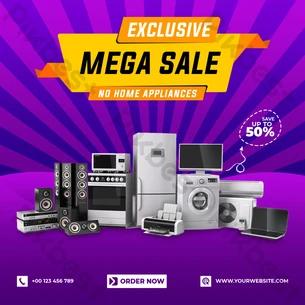 EXCLUSIVE
MEGA SALE
NO HOME APPLIANCES
SAVE
UP TO
50%
+00 123 456 789
ORDER NOW
WWW.YOURWEBSITE.COM